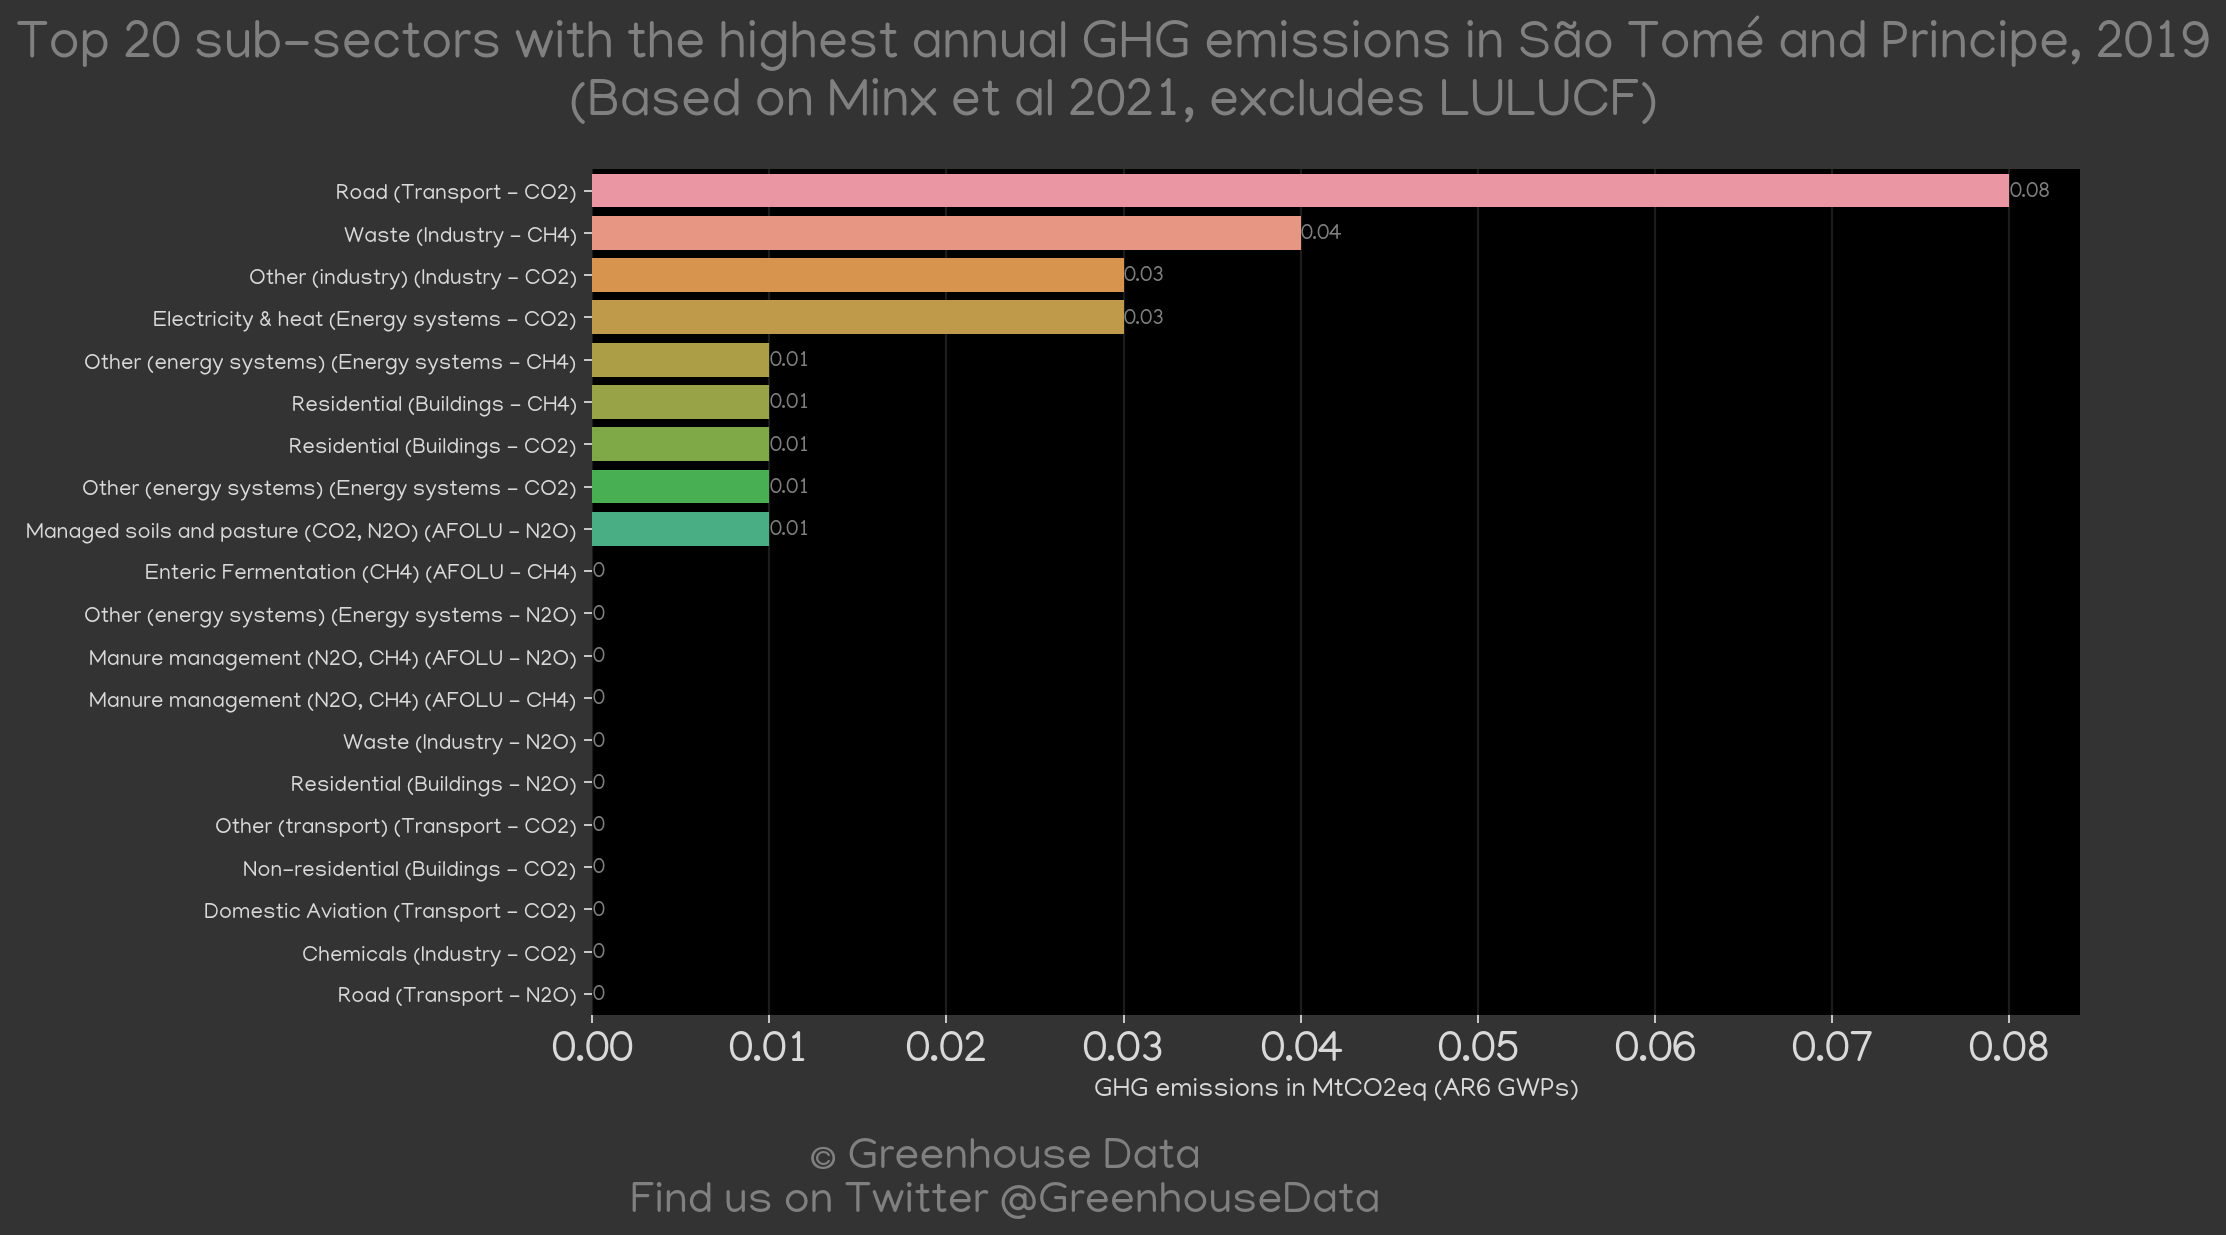 Top 20 sub-sectors with the highest annual GHG emissions in São Tomé and Principe, 2019
(Based on Minx et al 2021, excludes LULUCF)
Road (Transport - CO2) 0.08
Waste (Industry - CH4) 0.04
Other (industry) (Industry - CO2) 0.03
Electricity & heat (Energy systems - CO2) 0.03
Other (energy systems) (Energy systems - CH4) 0.01
Residential (Buildings - CH4) 0.01
Residential (Buildings - CO2) 0.01
Other (energy systems) (Energy systems - CO2) 0.01
Managed soils and pasture (CO2, N2O) (AFOLU - N2O) 0.01
Enteric Fermentation (CH4) (AFOLU - CH4) 0
Other (energy systems) (Energy systems - N2O) 0
Manure management (N2O, CH4) (AFOLU - N2O) 0
Manure management (N2O, CH4) (AFOLU - CH4) 0
Waste (Industry - N2O) 0
Residential (Buildings - N2O) 0
Other (transport) (Transport - CO2) 0
Non-residential (Buildings - CO2) 0
Domestic Aviation (Transport - CO2) 0
Chemicals (Industry - CO2) 0
Road (Transport - N2O) 0
0.00 0.01 0.02 0.03 0.04 0.05 0.06 0.07 0.08
GHG emissions in MtCO2eq (AR6 GWPs)
© Greenhouse Data
Find us on Twitter @GreenhouseData